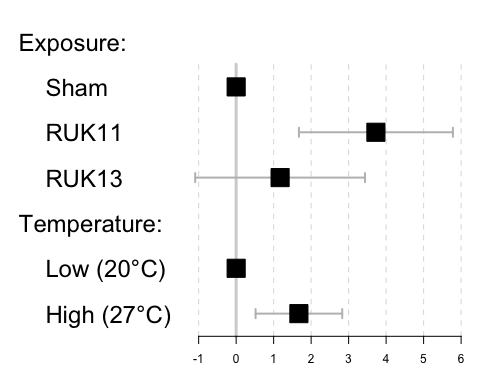 Exposure:
Sham
RUK11
RUK13
Temperature:
Low (20°C)
High (27°C)
-1 0 1 2 3 4 5 6